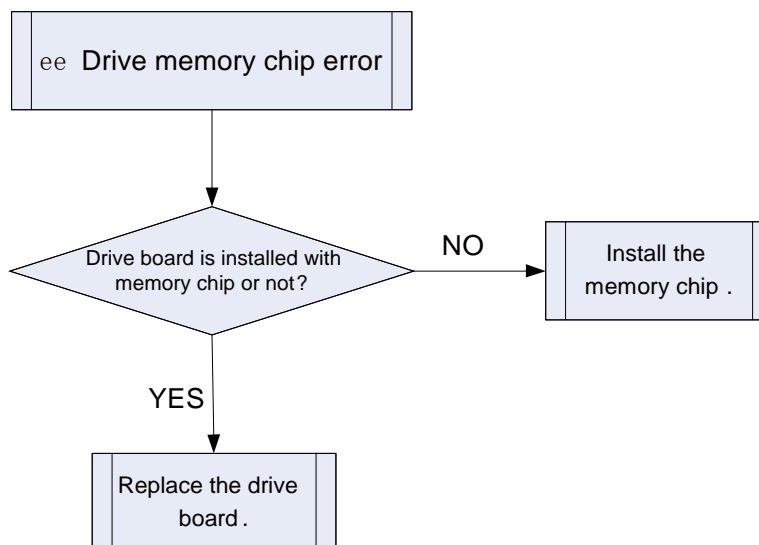 ee Drive memory chip error
Drive board is installed with
memory chip or not?
NO
Install the
memory chip .
YES
Replace the drive
board .